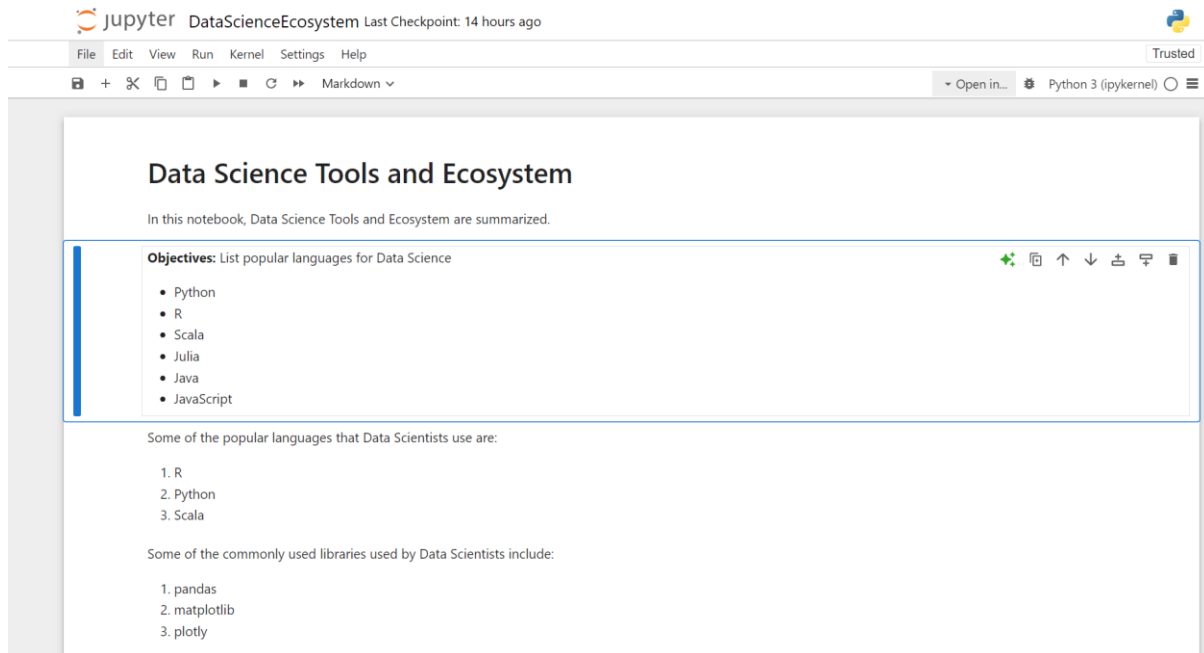 jupyter DataScienceEcosystem Last Checkpoint: 14 hours ago
File Edit View Run Kernel Settings Help Trusted
Markdown Open in... Python 3 (ipykernel)
Data Science Tools and Ecosystem
In this notebook, Data Science Tools and Ecosystem are summarized.
Objectives: List popular languages for Data Science
• Python
• R
• Scala
• Julia
• Java
• JavaScript
Some of the popular languages that Data Scientists use are:
1. R
2. Python
3. Scala
Some of the commonly used libraries used by Data Scientists include:
1. pandas
2. matplotlib
3. plotly